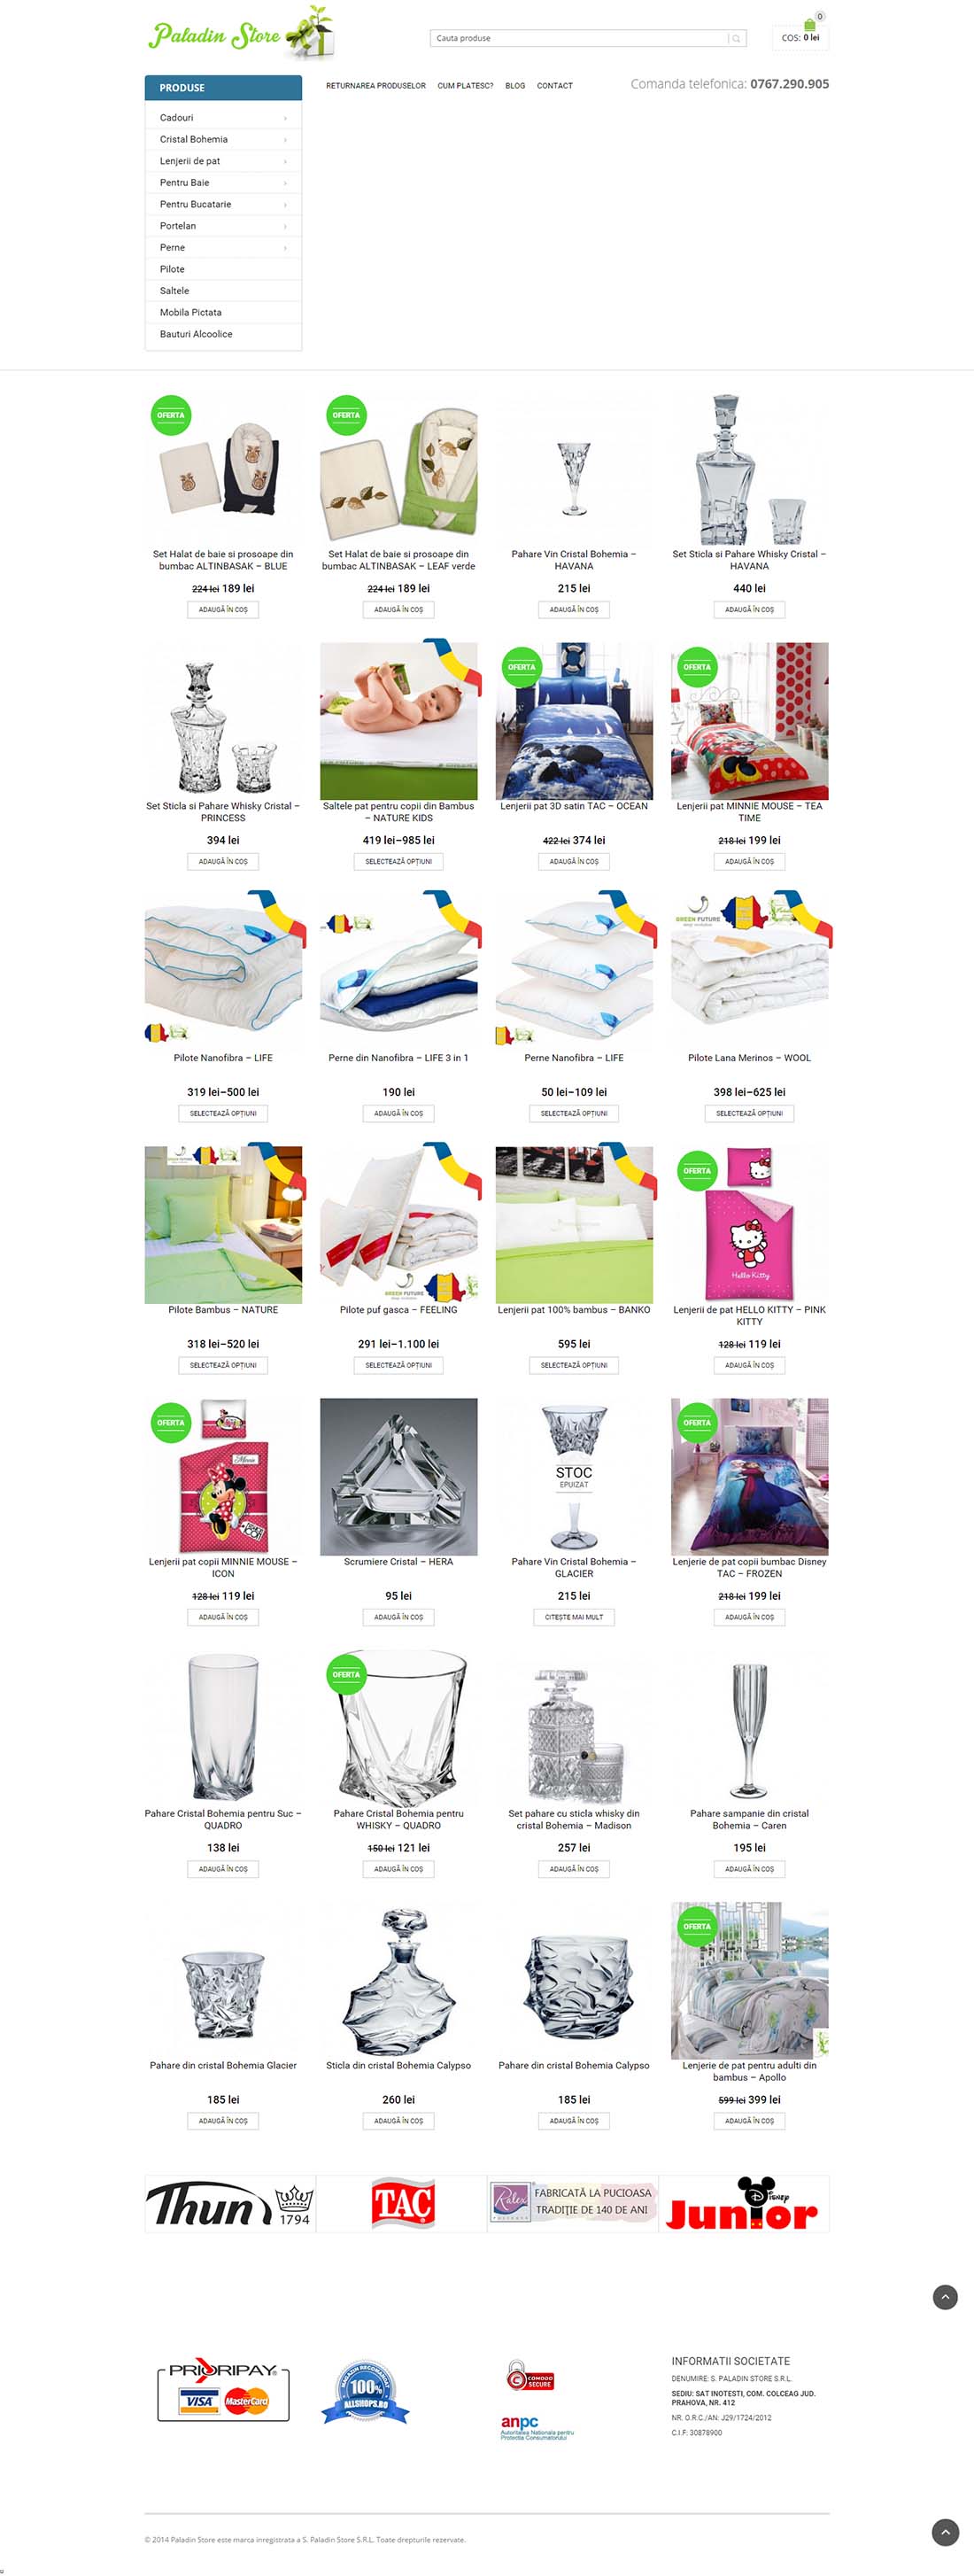 Paladin Store
Cauta produse
0
COS: 0 lei
PRODUSE
RETURNAREA PRODUSELOR
CUM PLATESC?
BLOG
CONTACT
Comanda telefonica: 0767.290.905
Cadouri
Cristal Bohemia
Lenjerii de pat
Pentru Baie
Pentru Bucatarie
Portelan
Perne
Pilote
Saltele
Mobila Pictata
Bauturi Alcoolice
OFERTA
Set Halat de baie si prosoape din
bumbac ALTINBASAK – BLUE
224 lei 189 lei
ADAUGĂ ÎN COȘ
OFERTA
Set Halat de baie si prosoape din
bumbac ALTINBASAK – LEAF verde
224 lei 189 lei
ADAUGĂ ÎN COȘ
Pahare Vin Cristal Bohemia –
HAVANA
215 lei
ADAUGĂ ÎN COȘ
Set Sticla si Pahare Whisky Cristal –
HAVANA
440 lei
ADAUGĂ ÎN COȘ
Set Sticla si Pahare Whisky Cristal –
PRINCESS
394 lei
ADAUGĂ ÎN COȘ
Saltele pat pentru copii din Bambus
– NATURE KIDS
419 lei–985 lei
SELECTEAZĂ OPȚIUNI
OFERTA
Lenjerii pat 3D satin TAC – OCEAN
422 lei 374 lei
ADAUGĂ ÎN COȘ
OFERTA
Lenjerii pat MINNIE MOUSE – TEA
TIME
218 lei 199 lei
ADAUGĂ ÎN COȘ
Pilote Nanofibra – LIFE
319 lei–500 lei
SELECTEAZĂ OPȚIUNI
Perne din Nanofibra – LIFE 3 in 1
190 lei
ADAUGĂ ÎN COȘ
Perne Nanofibra – LIFE
50 lei–109 lei
SELECTEAZĂ OPȚIUNI
GREEN FUTURE
Pilote Lana Merinos – WOOL
398 lei–625 lei
SELECTEAZĂ OPȚIUNI
GREEN FUTURE
Pilote Bambus – NATURE
318 lei–520 lei
SELECTEAZĂ OPȚIUNI
GREEN FUTURE
Pilote puf gasca – FEELING
291 lei–1.100 lei
SELECTEAZĂ OPȚIUNI
Lenjerii pat 100% bambus – BANKO
595 lei
SELECTEAZĂ OPȚIUNI
OFERTA
Hello Kitty
Lenjerii de pat HELLO KITTY – PINK
KITTY
128 lei 119 lei
ADAUGĂ ÎN COȘ
OFERTA
Minnie
Lenjerii pat copii MINNIE MOUSE –
ICON
128 lei 119 lei
ADAUGĂ ÎN COȘ
Scrumiere Cristal – HERA
95 lei
ADAUGĂ ÎN COȘ
STOC
EPUIZAT
Pahare Vin Cristal Bohemia –
GLACIER
215 lei
CITEȘTE MAI MULT
OFERTA
Lenjerie de pat copii bumbac Disney
TAC – FROZEN
218 lei 199 lei
ADAUGĂ ÎN COȘ
Pahare Cristal Bohemia pentru Suc –
QUADRO
138 lei
ADAUGĂ ÎN COȘ
OFERTA
Pahare Cristal Bohemia pentru
WHISKY – QUADRO
150 lei 121 lei
ADAUGĂ ÎN COȘ
Set pahare cu sticla whisky din
cristal Bohemia – Madison
257 lei
ADAUGĂ ÎN COȘ
Pahare sampanie din cristal
Bohemia – Caren
195 lei
ADAUGĂ ÎN COȘ
Pahare din cristal Bohemia Glacier
185 lei
ADAUGĂ ÎN COȘ
Sticla din cristal Bohemia Calypso
260 lei
ADAUGĂ ÎN COȘ
Pahare din cristal Bohemia Calypso
185 lei
ADAUGĂ ÎN COȘ
OFERTA
Lenjerie de pat pentru adulti din
bambus – Apollo
599 lei 399 lei
ADAUGĂ ÎN COȘ
Thun
1794
TAC
Ralex
FABRICATĂ LA PUCIOASA
TRADIȚIE DE 140 DE ANI
Disney
Junior
PRIORIPAY
VISA
MasterCard
MAGAZIN RECOMANDAT
100%
ALLSHOPS.RO
COMODO
SECURE
anpc
Autoritatea Nationala pentru
Protectia Consumatorului
INFORMATII SOCIETATE
DENUMIRE: S. PALADIN STORE S.R.L.
SEDIU: SAT INOTESTI, COM. COLCEAG JUD.
PRAHOVA, NR. 412
NR. O.R.C./AN: J29/1724/2012
C.I.F: 30878900
© 2014 Paladin Store este marca inregistrata a S. Paladin Store S.R.L. Toate drepturile rezervate.
u